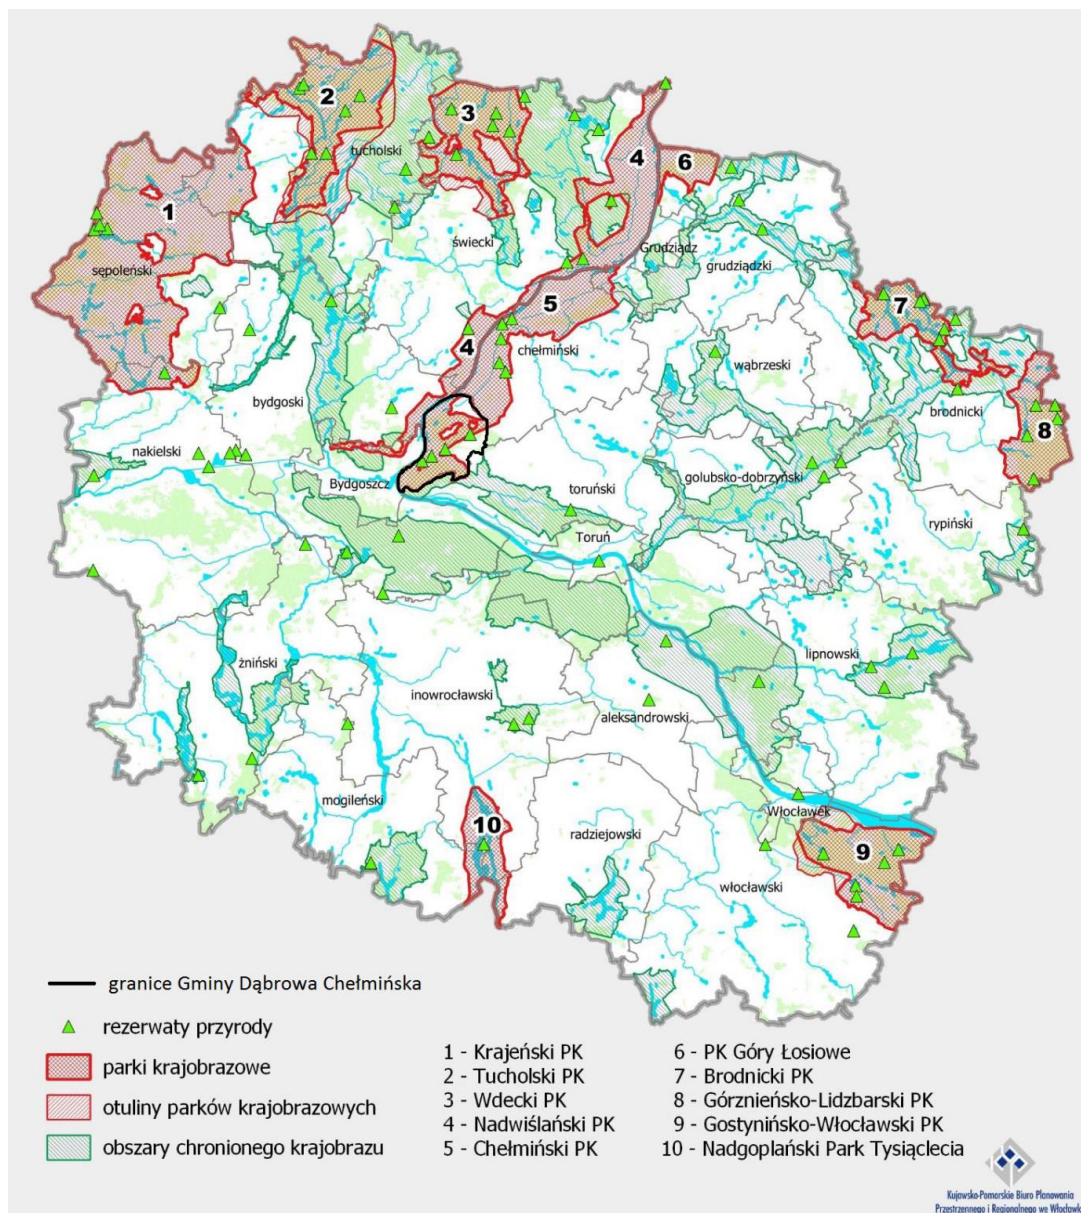 2
3
tucholski
4
6
1
sępoleński
świecki
Grudziądz
grudziądzki
5
7
4
chełmiński
wąbrzeski
bydgoski
brodnicki
8
nakielski
Bydgoszcz
toruński
golubsko-dobrzyński
rypiński
Toruń
żniński
lipnowski
inowrocławski
aleksandrowski
mogileński
Włocławek
10
radziejowski
9
włocławski
granice Gminy Dąbrowa Chełmińska
rezerwaty przyrody
parki krajobrazowe
otuliny parków krajobrazowych
obszary chronionego krajobrazu
1 - Krajeński PK
2 - Tucholski PK
3 - Wdecki PK
4 - Nadwiślański PK
5 - Chełmiński PK
6 - PK Góry Łosiowe
7 - Brodnicki PK
8 - Górznieńsko-Lidzbarski PK
9 - Gostynińsko-Włocławski PK
10 - Nadgoplański Park Tysiąclecia
Kujawsko-Pomorskie Biuro Planowania
Przestrzennego i Regionalnego we Włocławk